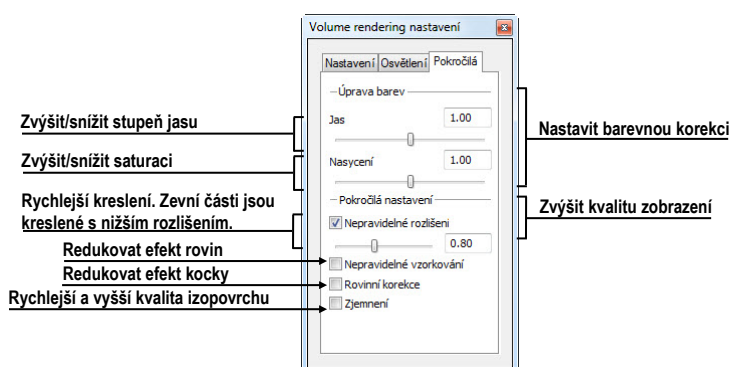 Volume rendering nastavení
Nastavení Osvětlení Pokročilá
Úprava barev
Zvýšit/snížit stupeň jasu
Jas 1.00
Nastavit barevnou korekci
Zvýšit/snížit saturaci
Nasycení 1.00
Rychlejší kreslení. Zevní části jsou
kreslené s nižším rozlišením.
Pokročilá nastavení
Zvýšit kvalitu zobrazení
Nepravidelné rozlišeni
0.80
Redukovat efekt rovin
Nepravidelné vzorkování
Redukovat efekt kocky
Rovinní korekce
Rychlejší a vyšší kvalita izopovrchu
Zjemnení